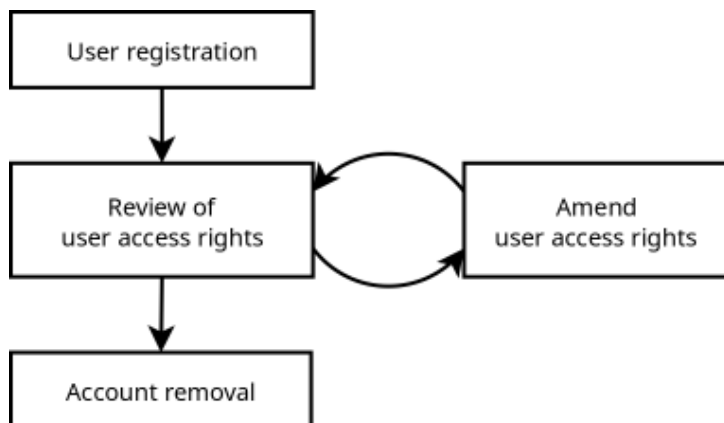 User registration
Review of
user access rights
Amend
user access rights
Account removal